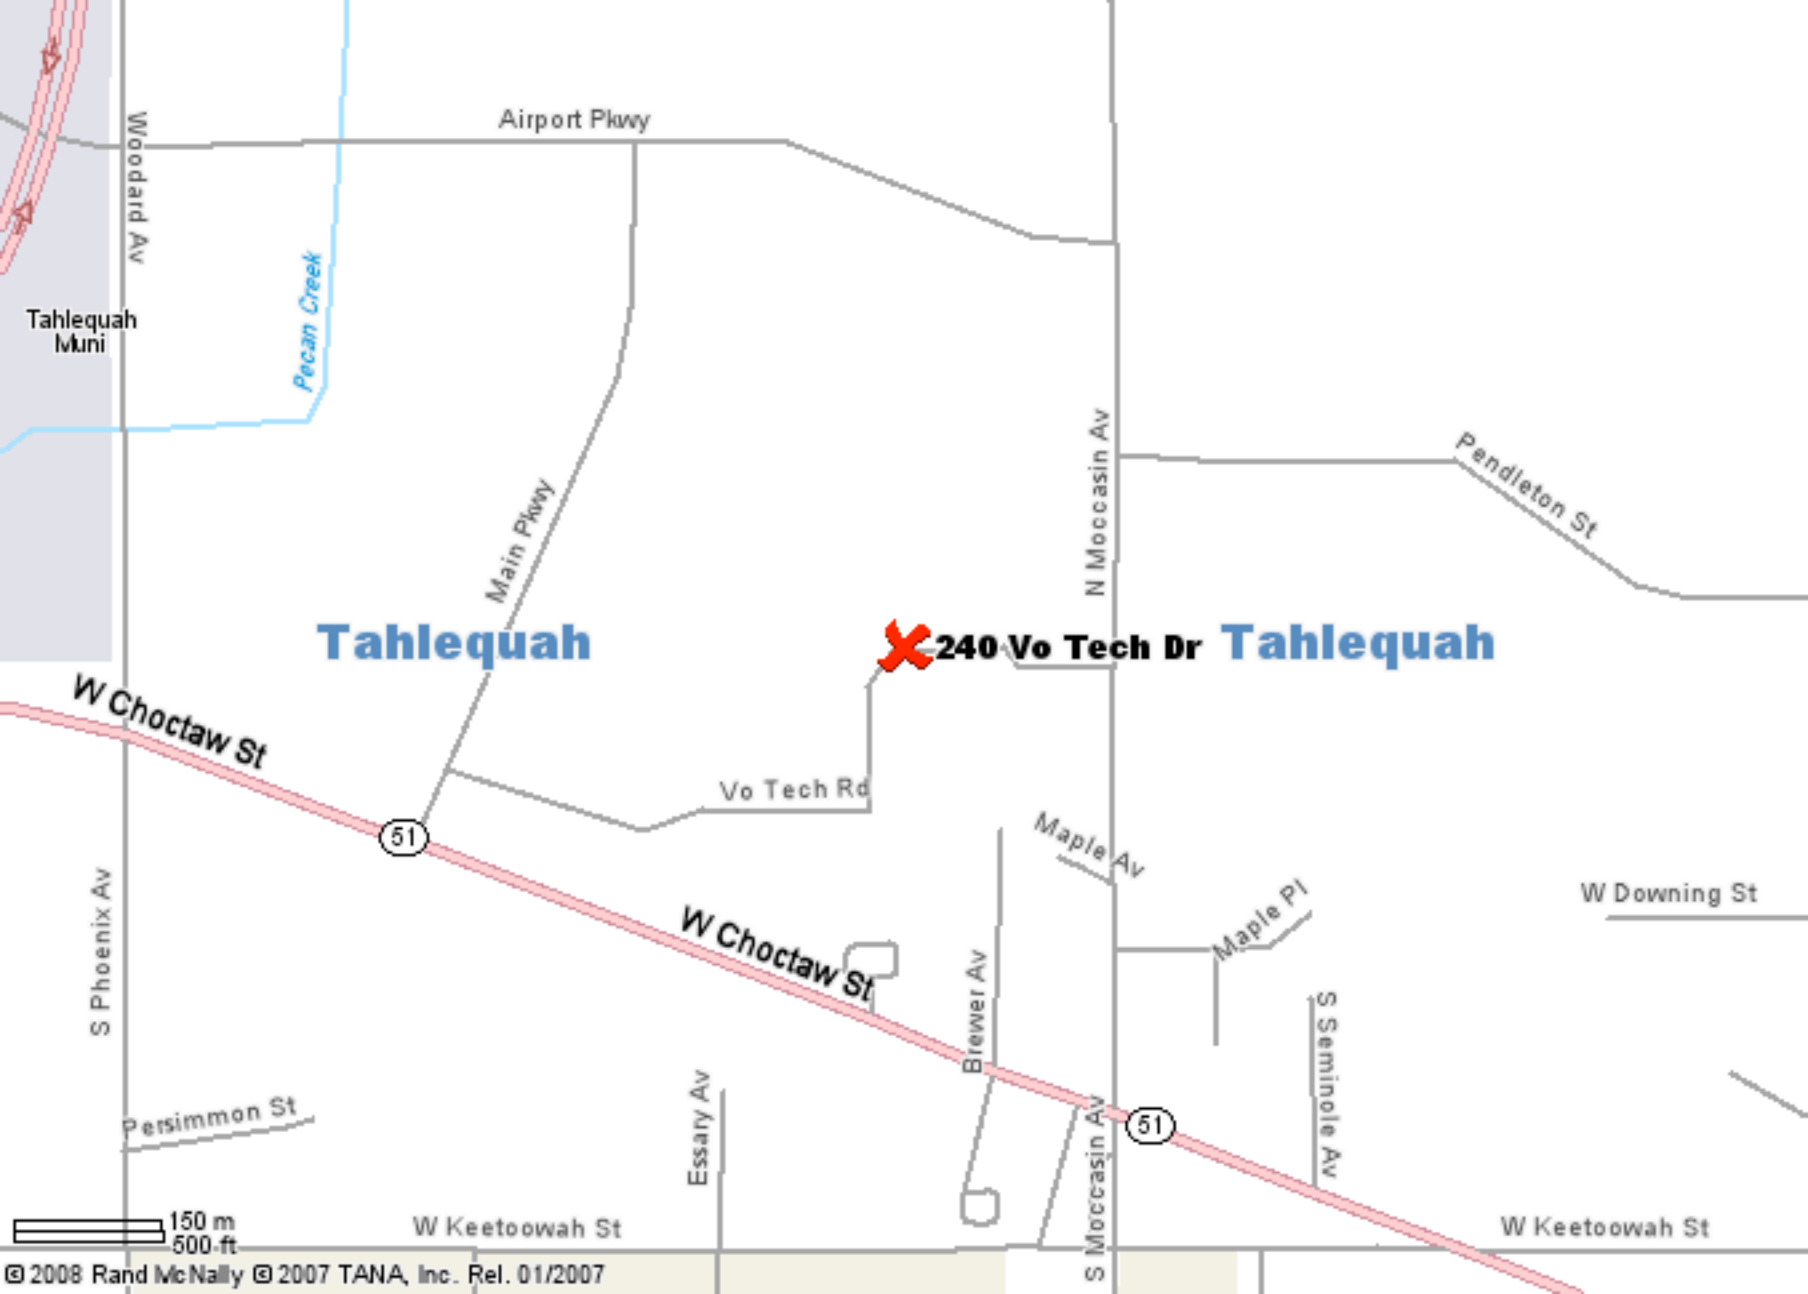 Airport Pkwy
Woodard Av
Pecan Creek
Tahlequah
Muni
N Moccasin Av
Pendleton St
Main Pkwy
Tahlequah
240 Vo Tech Dr
Tahlequah
W Choctaw St
Vo Tech Rd
51
Maple Av
Maple Pl
W Downing St
S Phoenix Av
W Choctaw St
Brewer Av
S Seminole Av
Persimmon St
Essary Av
S Moccasin Av
51
150 m
500 ft
W Keetoowah St
W Keetoowah St
© 2008 Rand McNally © 2007 TANA, Inc. Rel. 01/2007